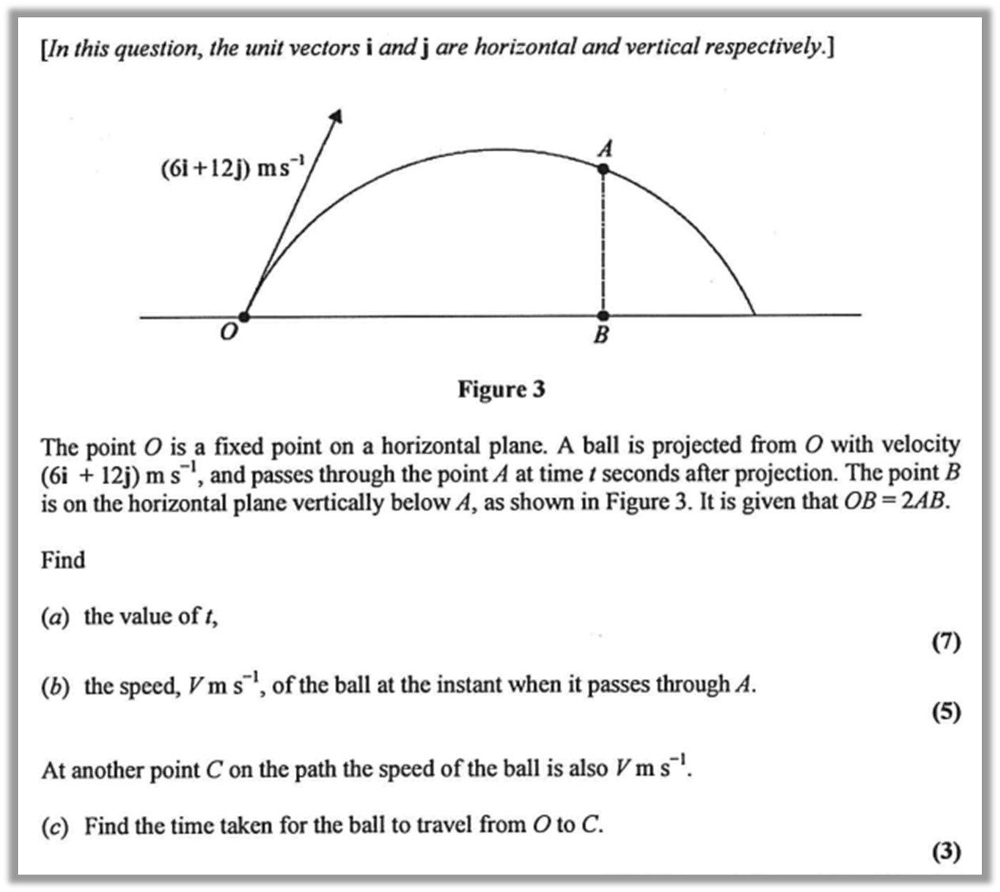 [In this question, the unit vectors i and j are horizontal and vertical respectively.]
A
(6i+12j) m s⁻¹
O
B
Figure 3
The point O is a fixed point on a horizontal plane. A ball is projected from O with velocity
(6i + 12j) m s⁻¹, and passes through the point A at time t seconds after projection. The point B
is on the horizontal plane vertically below A, as shown in Figure 3. It is given that OB = 2AB.
Find
(a) the value of t,
(7)
(b) the speed, V m s⁻¹, of the ball at the instant when it passes through A.
(5)
At another point C on the path the speed of the ball is also V m s⁻¹.
(c) Find the time taken for the ball to travel from O to C.
(3)